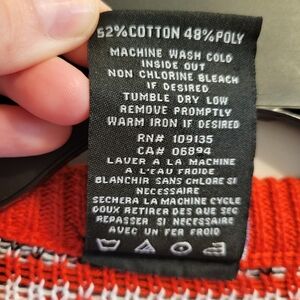 52% COTTON 48% POLY
MACHINE WASH COLD
INSIDE OUT
NON CHLORINE BLEACH
IF DESIRED
TUMBLE DRY LOW
REMOVE PROMPTLY
WARM IRON IF DESIRED
RN# 109135
CA# 06894
LAVER A LA MACHINE
A L'EAU FROIDE
BLANCHIR SANS CHLORE SI
NECESSAIRE
SECHERA LA MACHINE CYCLE
DOUX RETIRER DES QUE SEC
REPASSER SI NECESSAIRE
AVEC UN FER FROID